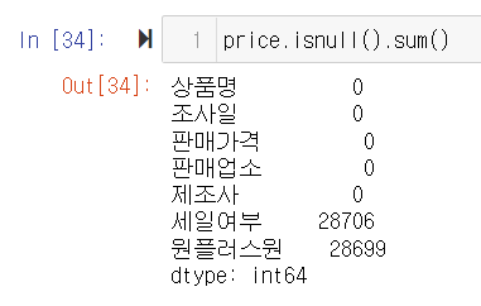 In [34]: 1 price.isnull().sum()
Out[34]: 상품명 0
조사일 0
판매가격 0
판매업소 0
제조사 0
세일여부 28706
원플러스원 28699
dtype: int64